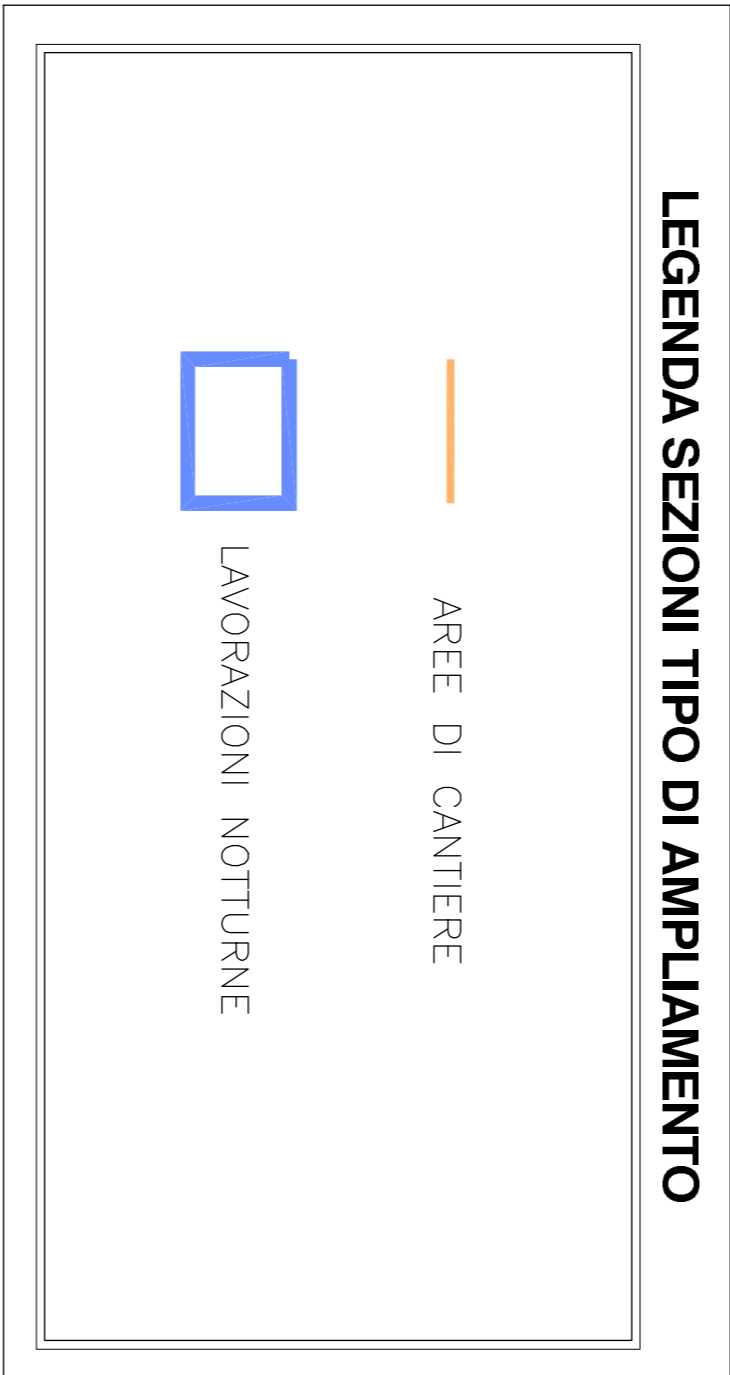 LEGENDA SEZIONI TIPO DI AMPLIAMENTO
AREE DI CANTIERE
LAVORAZIONI NOTTURNE